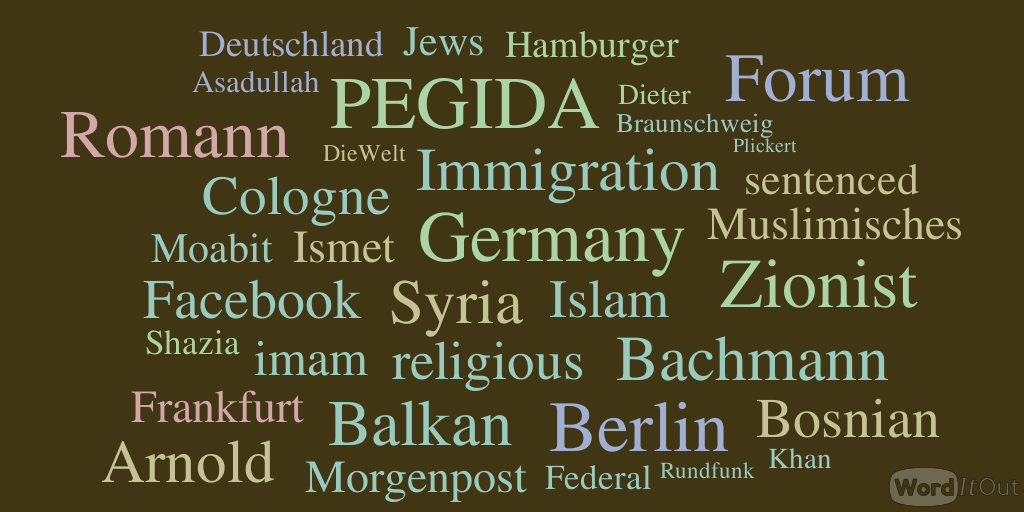 Deutschland Jews Hamburger
Asadullah PEGIDA Dieter Forum
Romann DieWelt Braunschweig
Plickert
Cologne Immigration sentenced
Moabit Ismet Germany Muslimisches
Facebook Syria Islam Zionist
Shazia imam religious Bachmann
Frankfurt Balkan Berlin Bosnian
Arnold Morgenpost Federal Rundfunk Khan
WordItOut